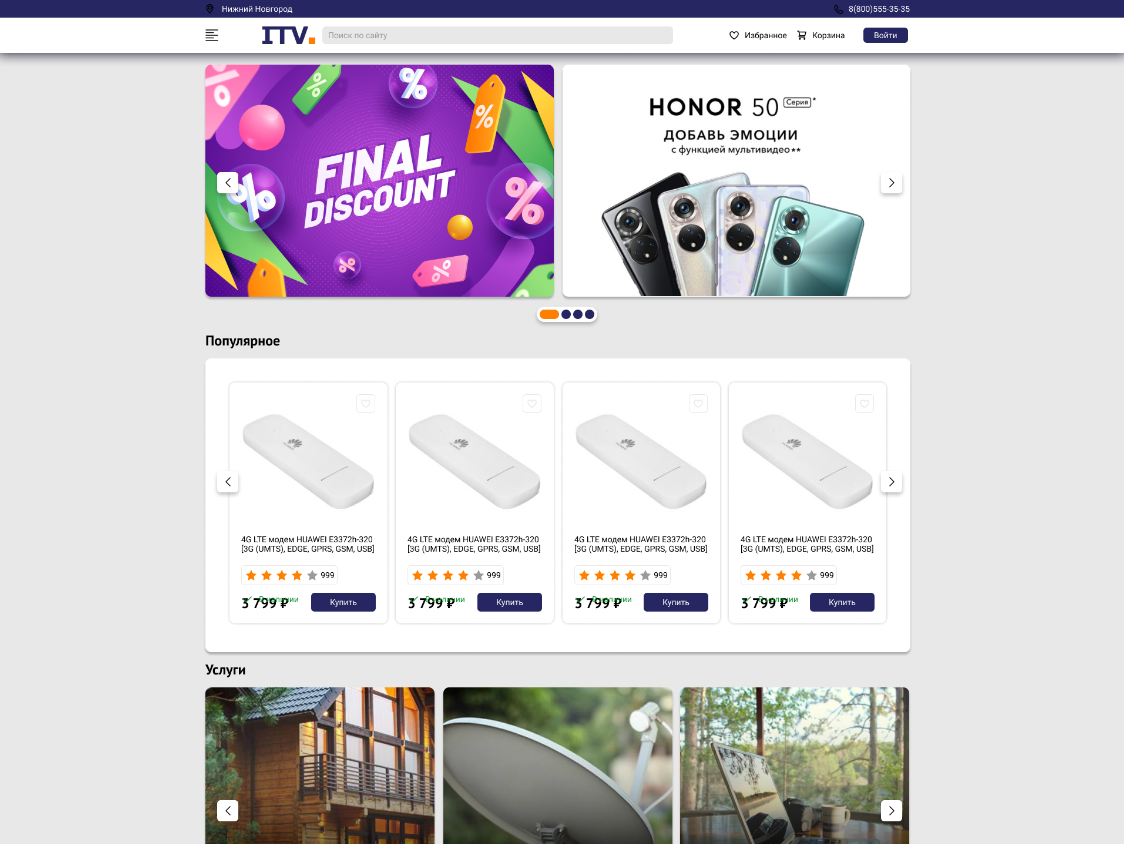 Нижний Новгород
8(800)555-35-35
ITV.
Поиск по сайту
Избранное
Корзина
Войти
FINAL
DISCOUNT
HONOR 50 Серия*
ДОБАВЬ ЭМОЦИИ
с функцией мультивидео**
Популярное
4G LTE модем HUAWEI E3372h-320
[3G (UMTS), EDGE, GPRS, GSM, USB]
999
3 799 ₽
Купить
4G LTE модем HUAWEI E3372h-320
[3G (UMTS), EDGE, GPRS, GSM, USB]
999
3 799 ₽
Купить
4G LTE модем HUAWEI E3372h-320
[3G (UMTS), EDGE, GPRS, GSM, USB]
999
3 799 ₽
Купить
4G LTE модем HUAWEI E3372h-320
[3G (UMTS), EDGE, GPRS, GSM, USB]
999
3 799 ₽
Купить
Услуги